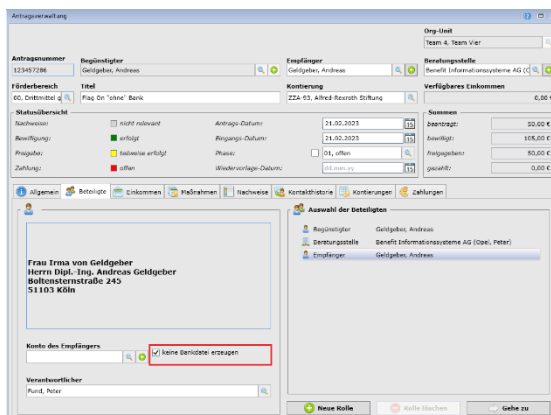 Antragsverwaltung
Org-Unit
Team 4, Team Vier
Antragsnummer Begünstigter Empfänger Beratungsstelle
123457286 Geldgeber, Andreas Geldgeber, Andreas Benefit Informationssysteme AG (C
Förderbereich Titel Kontierung Verfügbares Einkommen
60, Drittmittel g Flag On "ohne" Bank ZZA-93, Alfred-Rexroth Stiftung 0,00
Statusübersicht Summen
Nachweise: nicht relevant Antrags-Datum: 21.02.2023 15 beantragt: 50,00 €
Bewilligung: erfolgt Eingangs-Datum: 21.02.2023 15 bewilligt: 105,00 €
Freigabe: teilweise erfolgt Phase: 01, offen freigegeben: 50,00 €
Zahlung: offen Wiedervorlage-Datum: dd.mm.yy 15 gezahlt: 0,00 €
Allgemein Beteiligte Einkommen Maßnahmen Nachweise Kontakthistorie Kontierungen Zahlungen
Auswahl der Beteiligten
Begünstigter Geldgeber, Andreas
Beratungsstelle Benefit Informationssysteme AG (Opel, Peter)
Empfänger Geldgeber, Andreas
Frau Irma von Geldgeber
Herrn Dipl.-Ing. Andreas Geldgeber
Boltensternstraße 245
51103 Köln
Konto des Empfängers
keine Bankdatei erzeugen
Verantwortlicher
Fund, Peter
Neue Rolle Rolle löschen Gehe zu